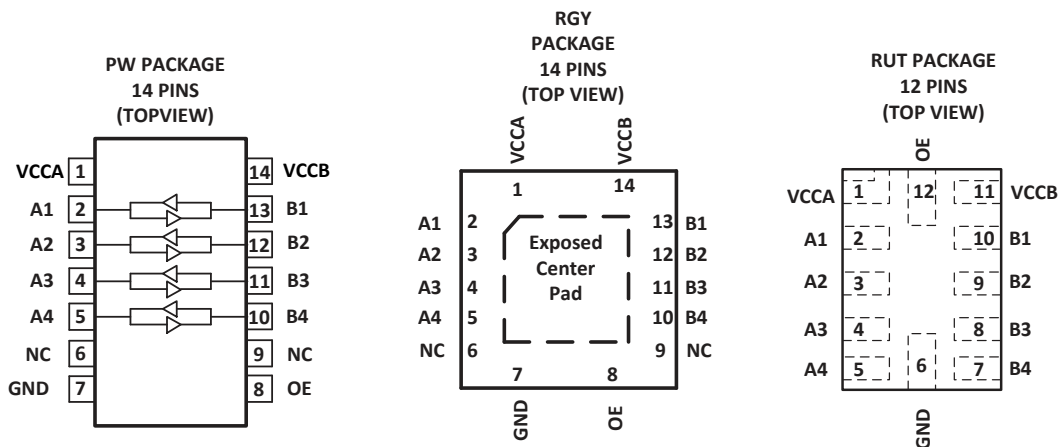 PW PACKAGE
14 PINS
(TOPVIEW)
VCCA 1 14 VCCB
A1 2 13 B1
A2 3 12 B2
A3 4 11 B3
A4 5 10 B4
NC 6 9 NC
GND 7 8 OE
RGY
PACKAGE
14 PINS
(TOP VIEW)
VCCA VCCB
1 14
A1 2 13 B1
A2 3 12 B2
A3 4 11 B3
A4 5 10 B4
NC 6 9 NC
Exposed
Center
Pad
7 8
GND OE
RUT PACKAGE
12 PINS
(TOP VIEW)
OE
VCCA 1 12 11 VCCB
A1 2 10 B1
A2 3 9 B2
A3 4 8 B3
A4 5 6 7 B4
GND